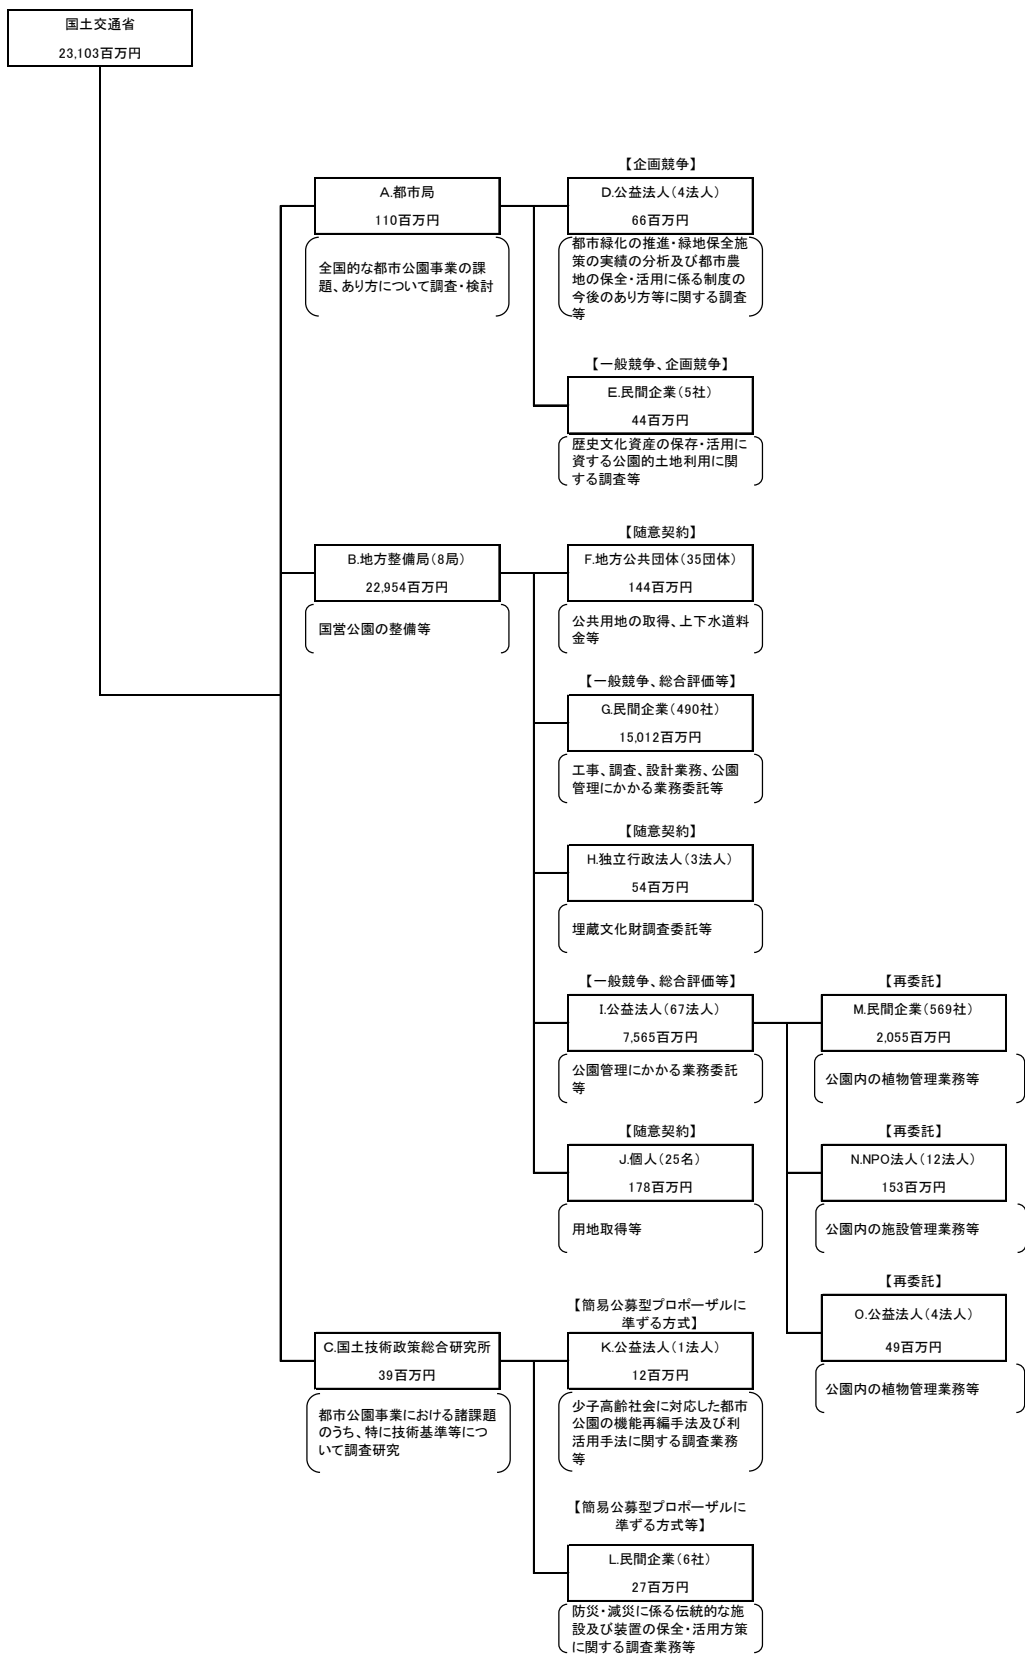 国土交通省
23,103百万円
A.都市局
110百万円
全国的な都市公園事業の課
題、あり方について調査・検討
【企画競争】
D.公益法人(4法人)
66百万円
都市緑化の推進・緑地保全施
策の実績の分析及び都市農
地の保全・活用に係る制度の
今後のあり方等に関する調査
等
【一般競争、企画競争】
E.民間企業(5社)
44百万円
歴史文化資産の保存・活用に
資する公園的土地利用に関
する調査等
B.地方整備局(8局)
22,954百万円
国営公園の整備等
【随意契約】
F.地方公共団体(35団体)
144百万円
公共用地の取得、上下水道料
金等
【一般競争、総合評価等】
G.民間企業(490社)
15,012百万円
工事、調査、設計業務、公園
管理にかかる業務委託等
【随意契約】
H.独立行政法人(3法人)
54百万円
埋蔵文化財調査委託等
【一般競争、総合評価等】
I.公益法人(67法人)
7,565百万円
公園管理にかかる業務委託
等
【再委託】
M.民間企業(569社)
2,055百万円
公園内の植物管理業務等
【随意契約】
J.個人(25名)
178百万円
用地取得等
【再委託】
N.NPO法人(12法人)
153百万円
公園内の施設管理業務等
【再委託】
O.公益法人(4法人)
49百万円
公園内の植物管理業務等
C.国土技術政策総合研究所
39百万円
都市公園事業における諸課題
のうち、特に技術基準等につ
いて調査研究
【簡易公募型プロポーザルに
準ずる方式】
K.公益法人(1法人)
12百万円
少子高齢社会に対応した都市
公園の機能再編手法及び利
活用手法に関する調査業務
等
【簡易公募型プロポーザルに
準ずる方式等】
L.民間企業(6社)
27百万円
防災・減災に係る伝統的な施
設及び装置の保全・活用方策
に関する調査業務等